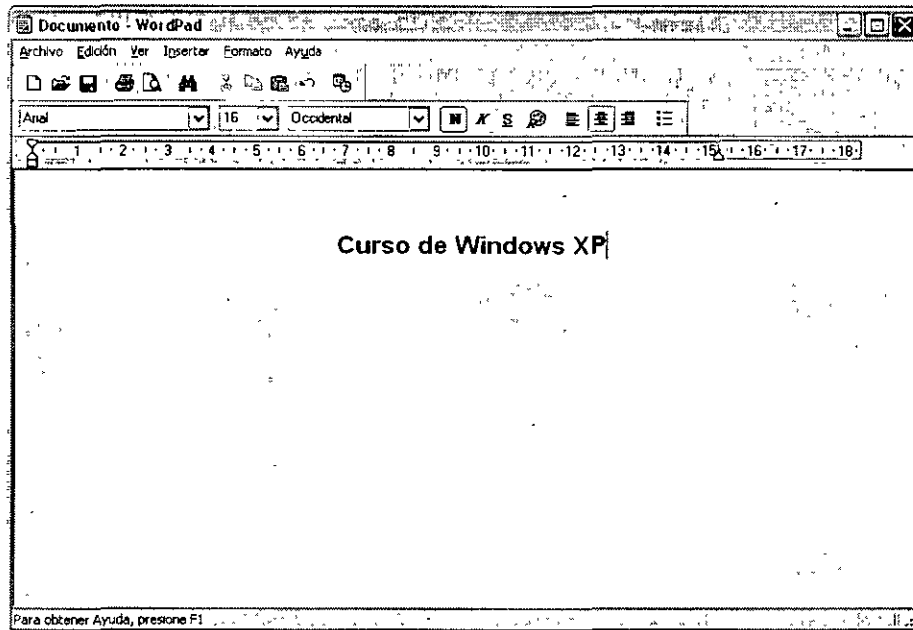 Documento - WordPad
Archivo Edición Ver Insertar Formato Ayuda
Arial 16 Occidental N K S
1 2 3 4 5 6 7 8 9 10 11 12 13 14 15 16 17 18
Curso de Windows XP
Para obtener Ayuda, presione F1